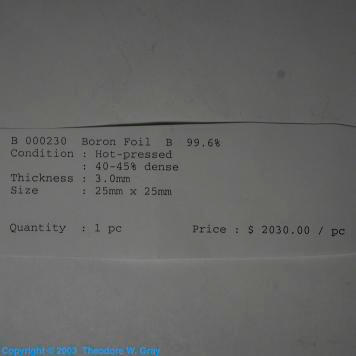 B 000230 Boron Foil B 99.6%
Condition : Hot-pressed
: 40-45% dense
Thickness : 3.0mm
Size : 25mm x 25mm
Quantity : 1 pc Price : $ 2030.00 / pc
Copyright © 2003 Theodore W. Gray